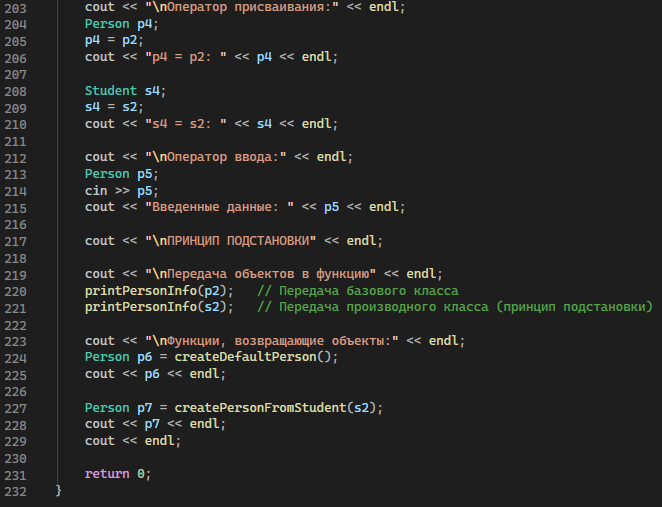 203 cout << "\nОператор присваивания:" << endl;
204 Person p4;
205 p4 = p2;
206 cout << "p4 = p2: " << p4 << endl;
207
208 Student s4;
209 s4 = s2;
210 cout << "s4 = s2: " << s4 << endl;
211
212 cout << "\nОператор ввода:" << endl;
213 Person p5;
214 cin >> p5;
215 cout << "Введенные данные: " << p5 << endl;
216
217 cout << "\nПРИНЦИП ПОДСТАНОВКИ" << endl;
218
219 cout << "\nПередача объектов в функцию" << endl;
220 printPersonInfo(p2);   // Передача базового класса
221 printPersonInfo(s2);   // Передача производного класса (принцип подстановки)
222
223 cout << "\nФункции, возвращающие объекты:" << endl;
224 Person p6 = createDefaultPerson();
225 cout << p6 << endl;
226
227 Person p7 = createPersonFromStudent(s2);
228 cout << p7 << endl;
229 cout << endl;
230
231 return 0;
232 }